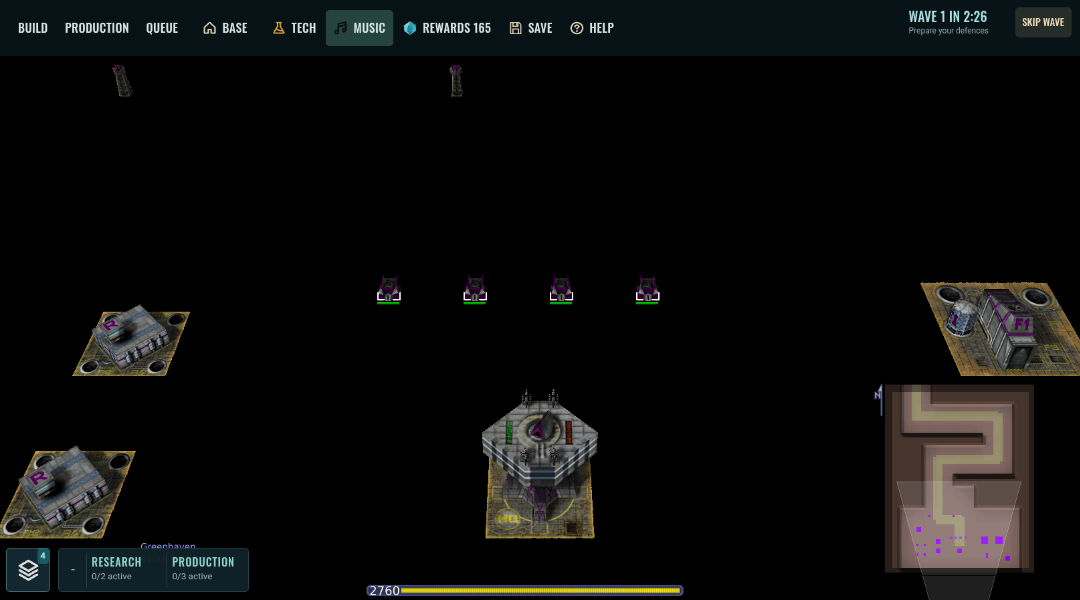 BUILD PRODUCTION QUEUE BASE TECH MUSIC REWARDS 165 SAVE HELP
WAVE 1 IN 2:26
Prepare your defences
SKIP WAVE
R
F1
A
N
R
Greenhaven
4
-
RESEARCH
0/2 active
PRODUCTION
0/3 active
2760